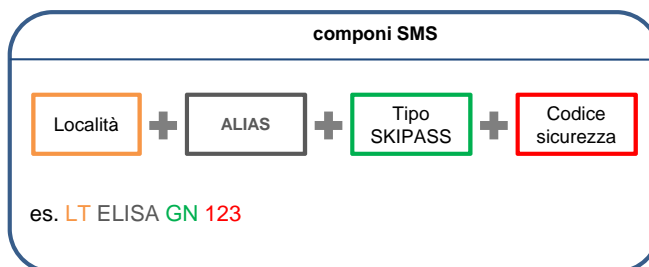 componi SMS
Località + ALIAS + Tipo SKIPASS + Codice sicurezza
es. LT ELISA GN 123